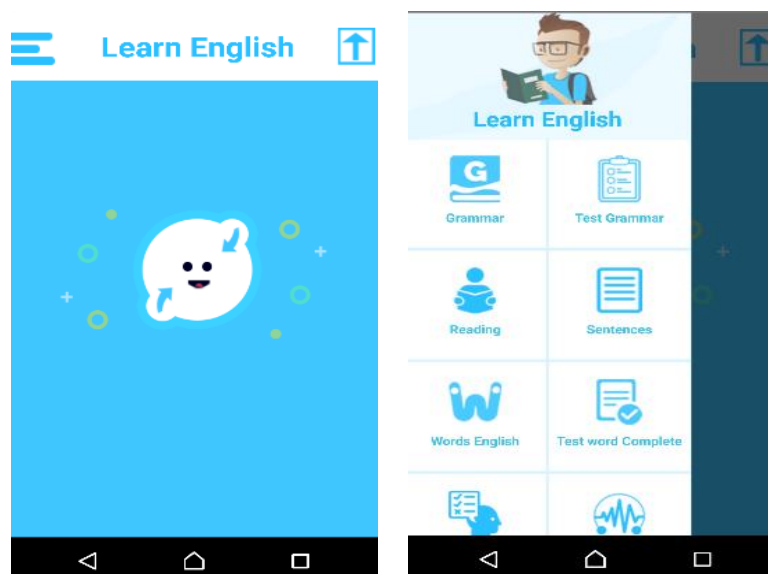 Learn English
Learn English
G
Grammar
Test Grammar
Reading
Sentences
Words English
Test word Complete